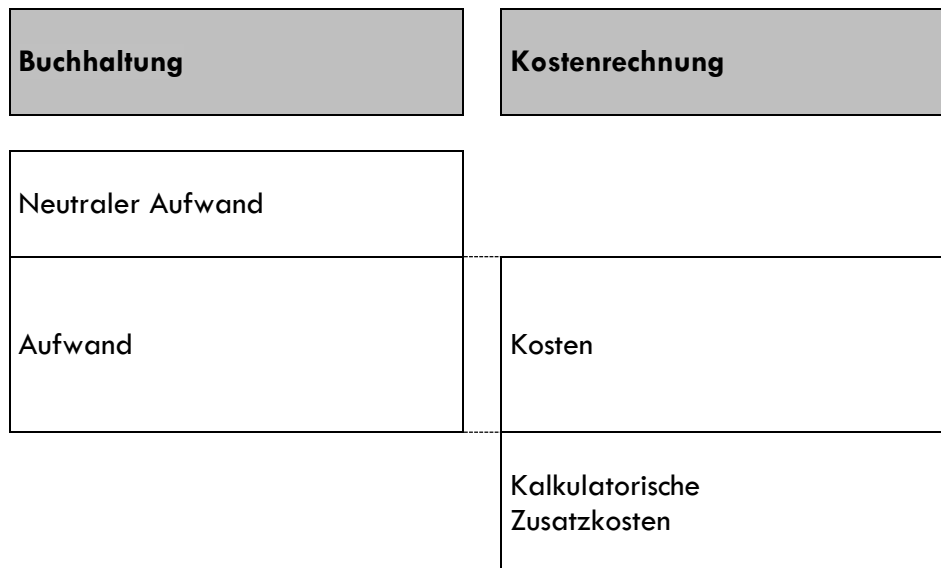 Buchhaltung
Kostenrechnung
Neutraler Aufwand
Aufwand
Kosten
Kalkulatorische
Zusatzkosten